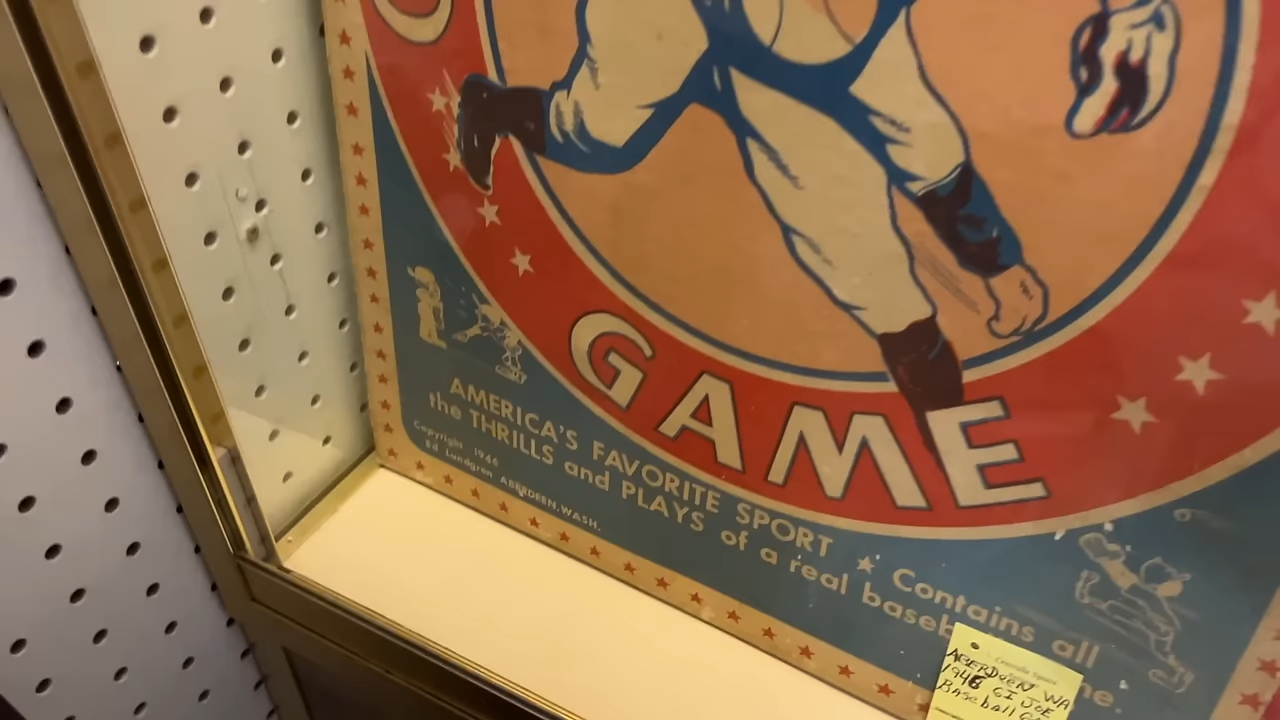 GAME
AMERICA'S FAVORITE SPORT ★ Contains all
the THRILLS and PLAYS of a real baseb
ne.
Copyright 1946
Ed Lundgren ABERDEEN, WASH.
ABERDEEN WA
1946 GI JOE
BASEball